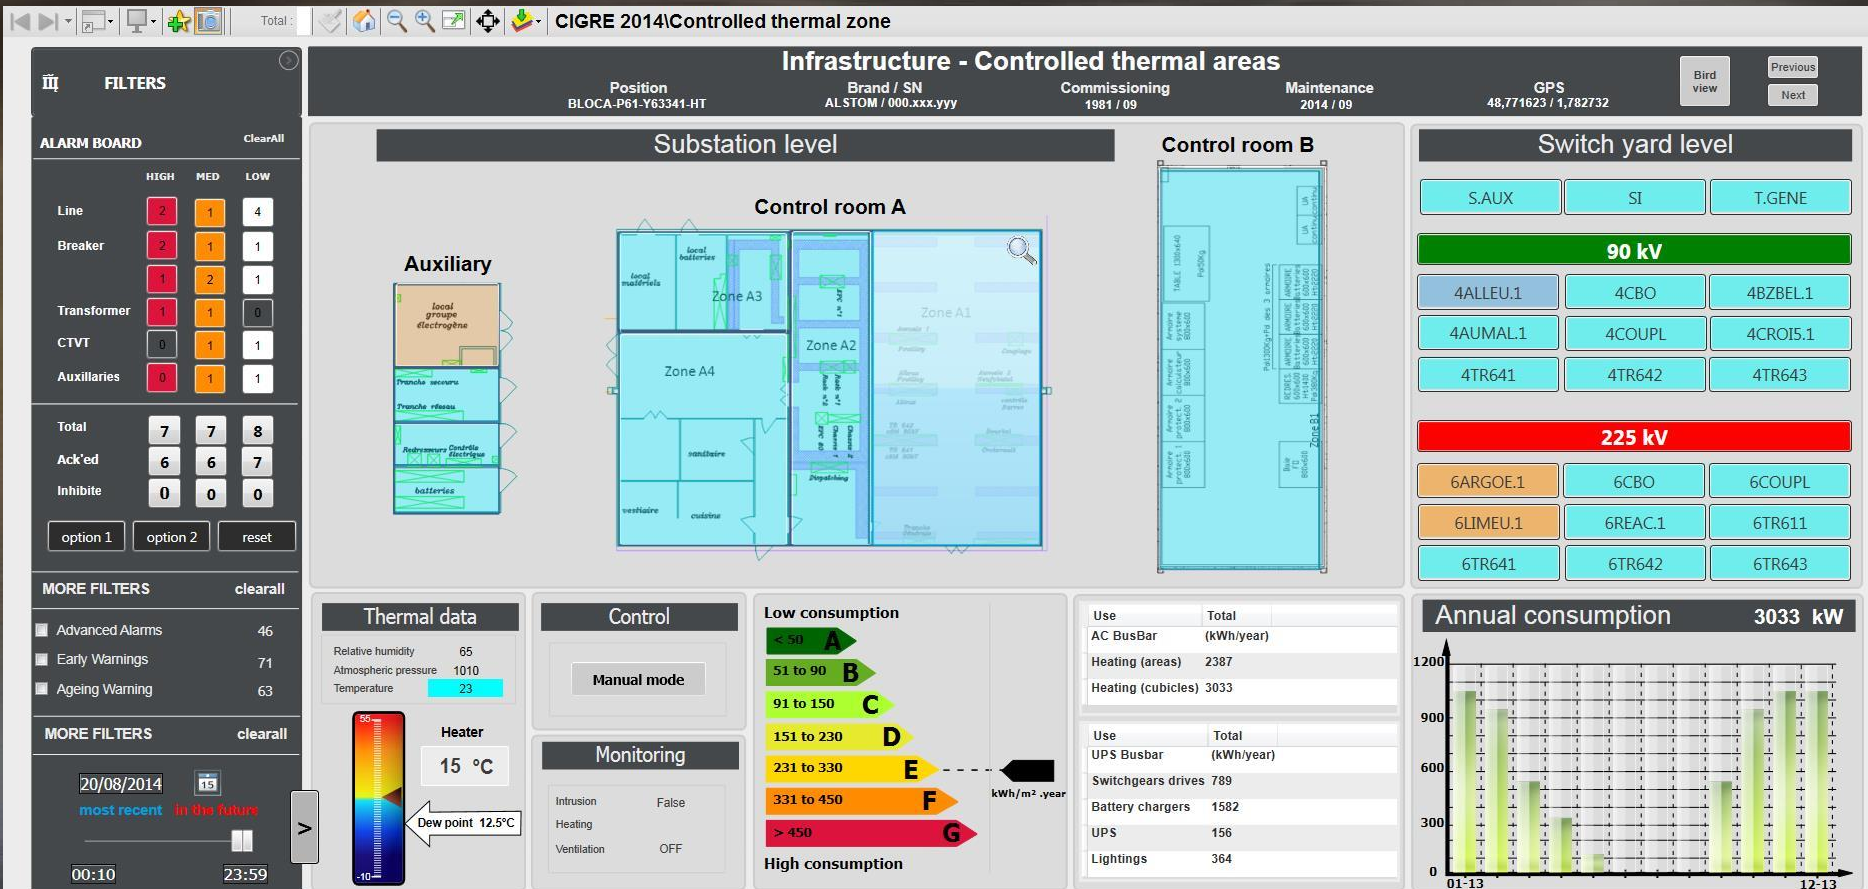 Total :
CIGRE 2014\Controlled thermal zone
FILTERS
ALARM BOARD ClearAll
HIGH MED LOW
Line 2 1 4
Breaker 2 1 1
1 2 1
Transformer 1 1 0
CTVT 0 1 1
Auxillaries 0 1 1
Total 7 7 8
Ack'ed 6 6 7
Inhibite 0 0 0
option 1 option 2 reset
MORE FILTERS clearall
Advanced Alarms 46
Early Warnings 71
Ageing Warning 63
MORE FILTERS clearall
20/08/2014 15
most recent in the future
00:10 23:59
>
Infrastructure - Controlled thermal areas
Position Brand / SN Commissioning Maintenance GPS
BLOCA-P61-Y63341-HT ALSTOM / 000.xxx.yyy 1981 / 09 2014 / 09 48,771623 / 1,782732
Bird view
Previous
Next
Substation level
Auxiliary
local
groupe
électrogène
Tranche secours
Tranche réseau
Redresseurs Contrôle
électrique
batteries
Control room A
local
matériels
local
batteries
Zone A3
Zone A4
sanitaire
vestiaire
cuisine
Zone A2
Dispatching
Zone A1
Control room B
TABLE 1300x640
Zone B1
Switch yard level
S.AUX SI T.GENE
90 kV
4ALLEU.1 4CBO 4BZBEL.1
4AUMAL.1 4COUPL 4CROI5.1
4TR641 4TR642 4TR643
225 kV
6ARGOE.1 6CBO 6COUPL
6LIMEU.1 6REAC.1 6TR611
6TR641 6TR642 6TR643
Thermal data
Relative humidity 65
Atmospheric pressure 1010
Temperature 23
55
-10
Heater
15 °C
Dew point 12.5°C
Control
Manual mode
Monitoring
Intrusion False
Heating
Ventilation OFF
Low consumption
< 50 A
51 to 90 B
91 to 150 C
151 to 230 D
231 to 330 E
331 to 450 F
> 450 G
High consumption
kWh/m² .year
Use Total
AC BusBar (kWh/year)
Heating (areas) 2387
Heating (cubicles) 3033
Use Total
UPS Busbar (kWh/year)
Switchgears drives 789
Battery chargers 1582
UPS 156
Lightings 364
Annual consumption 3033 kW
1200
900
600
300
0
01-13 12-13